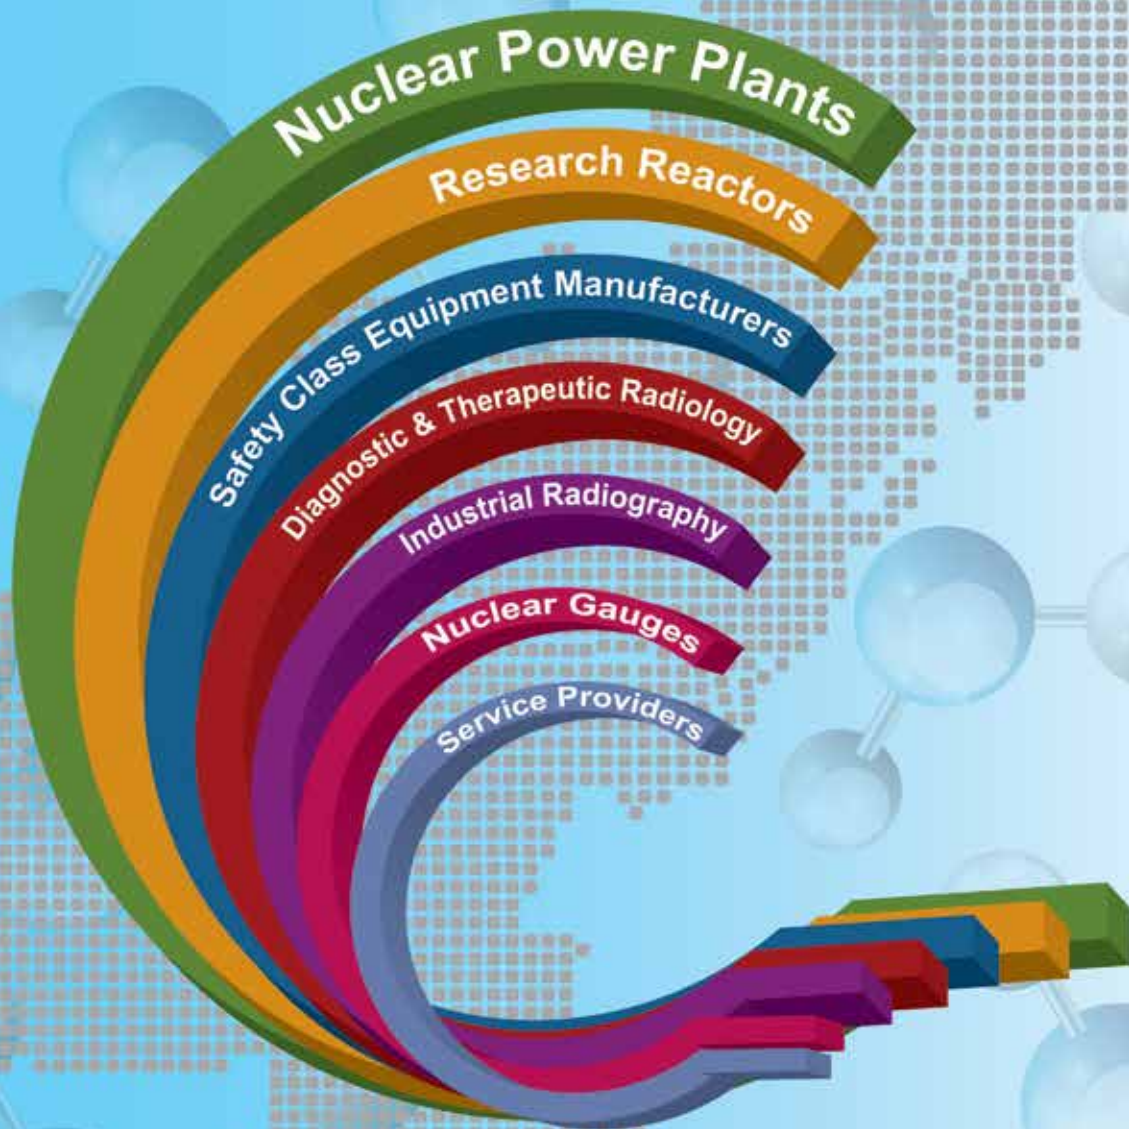 Nuclear Power Plants
Research Reactors
Safety Class Equipment Manufacturers
Diagnostic & Therapeutic Radiology
Industrial Radiography
Nuclear Gauges
Service Providers